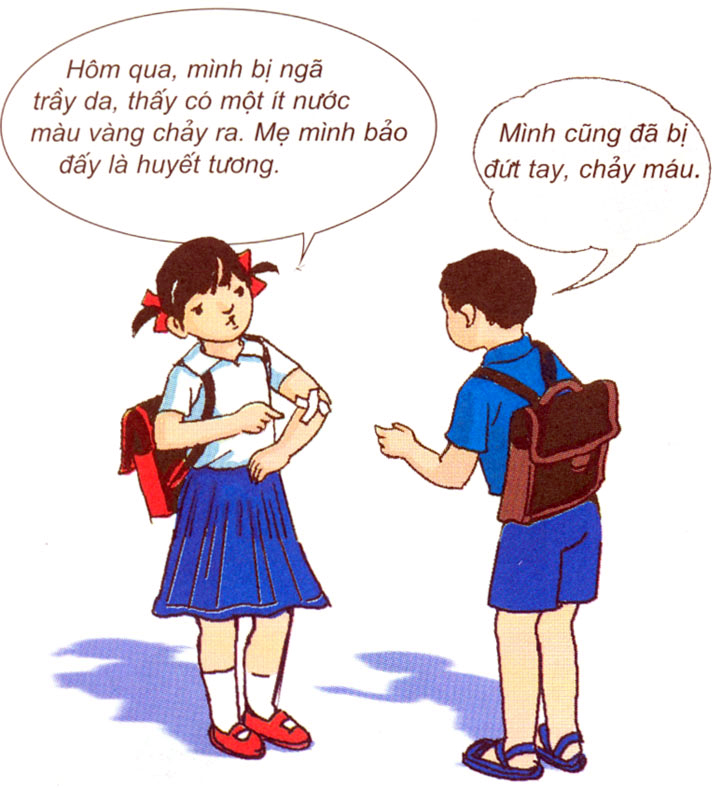 Hôm qua, mình bị ngã
trầy da, thấy có một ít nước
màu vàng chảy ra. Mẹ mình bảo
đấy là huyết tương.
Mình cũng đã bị
đứt tay, chảy máu.